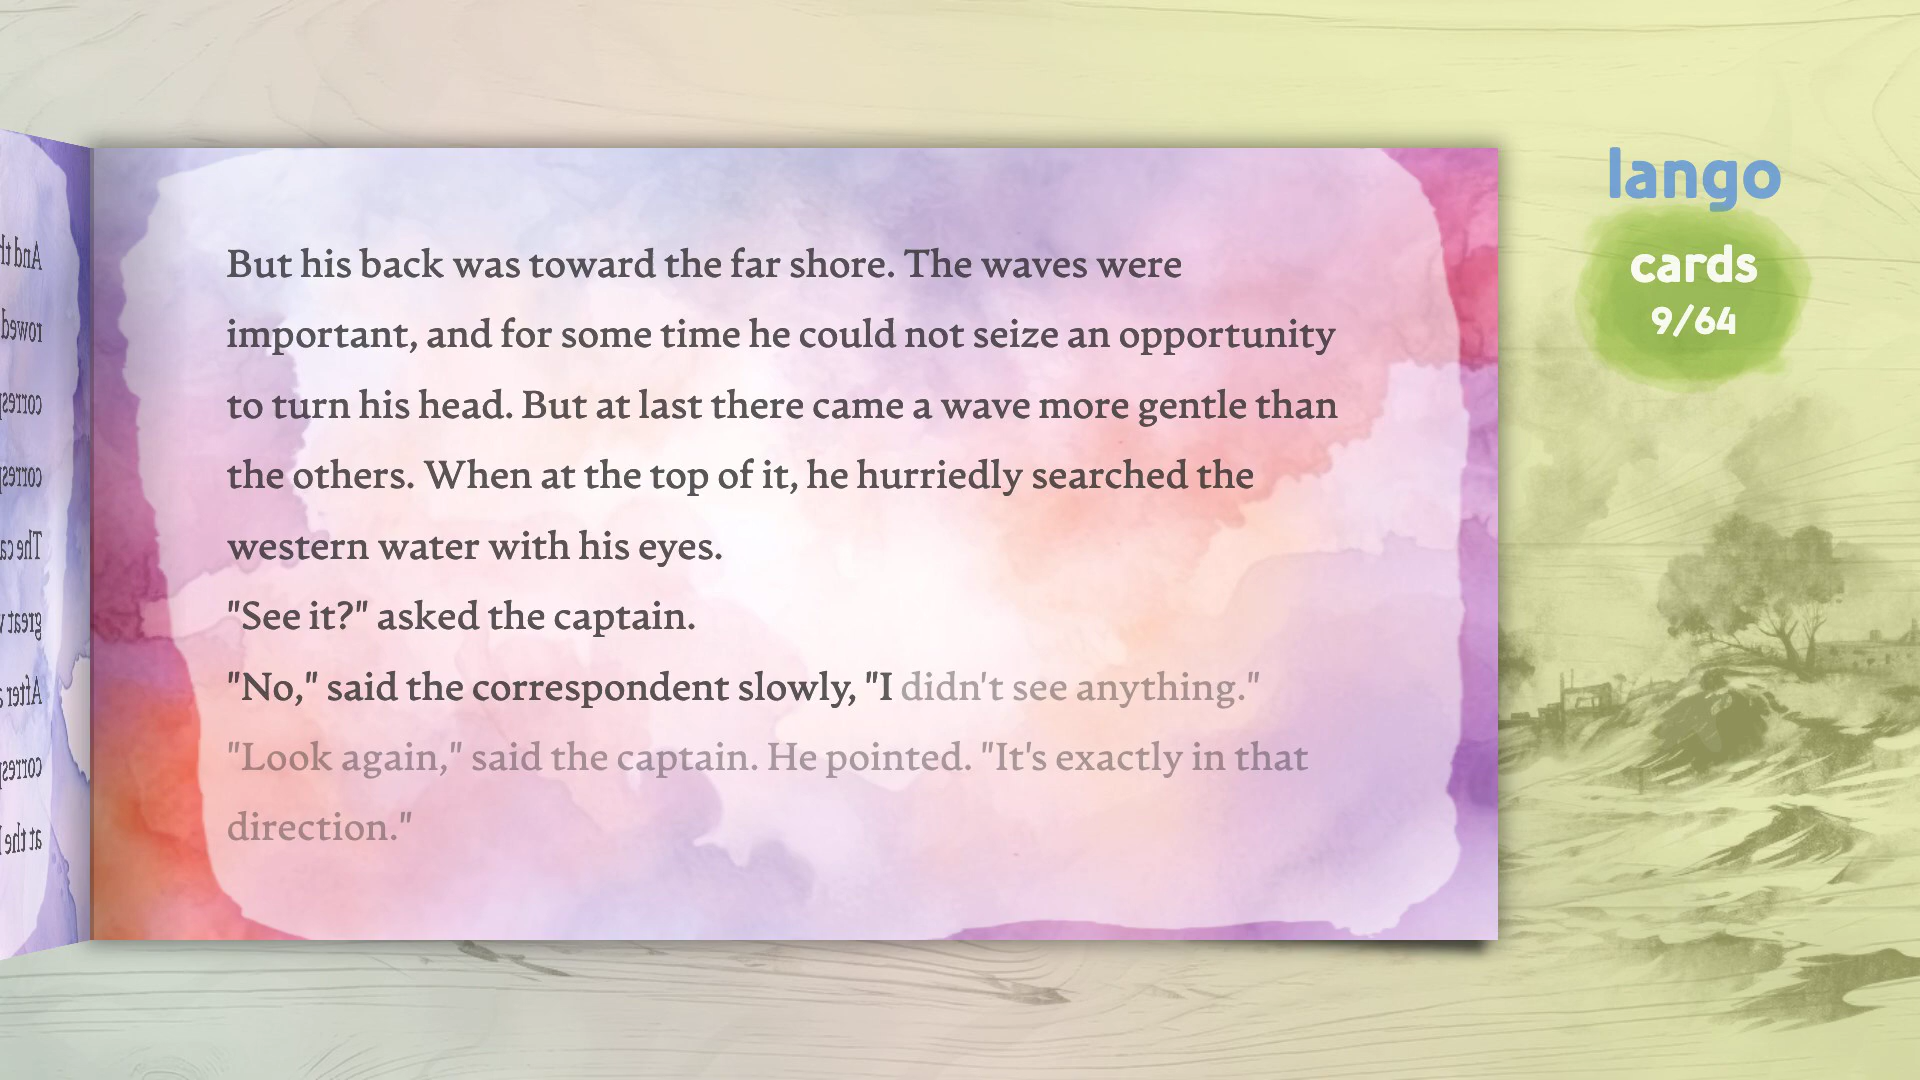 But his back was toward the far shore. The waves were
important, and for some time he could not seize an opportunity
to turn his head. But at last there came a wave more gentle than
the others. When at the top of it, he hurriedly searched the
western water with his eyes.
"See it?" asked the captain.
"No," said the correspondent slowly, "I didn't see anything."
"Look again," said the captain. He pointed. "It's exactly in that
direction."
lango
cards
9/64